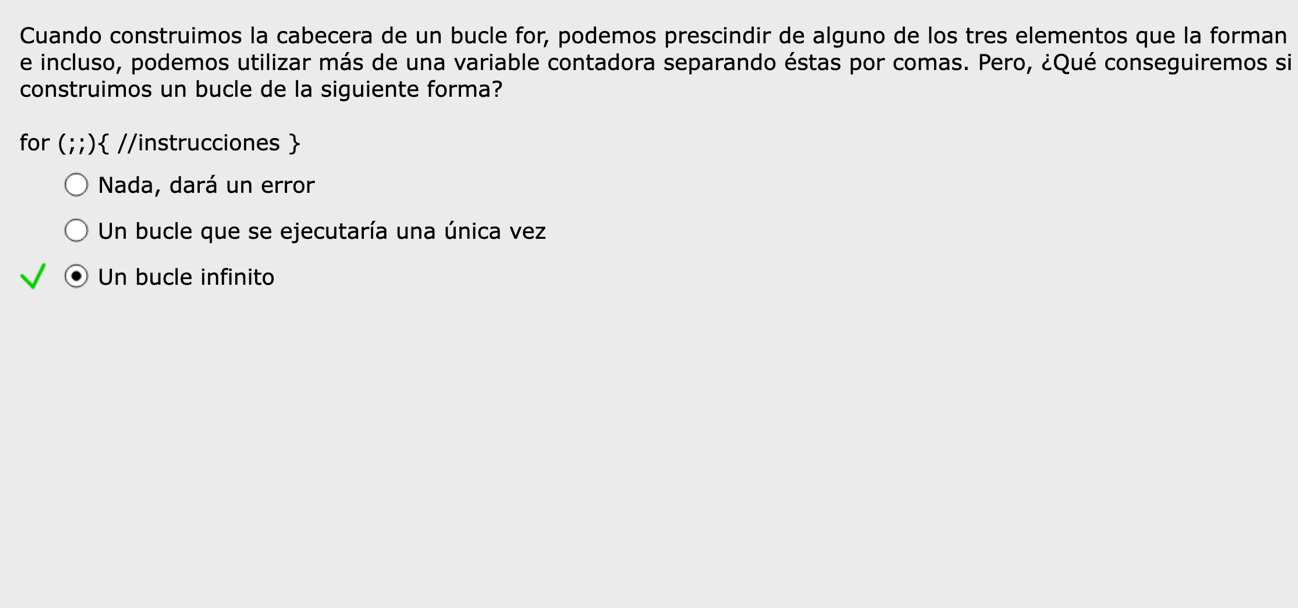 Cuando construimos la cabecera de un bucle for, podemos prescindir de alguno de los tres elementos que la forman
e incluso, podemos utilizar más de una variable contadora separando éstas por comas. Pero, ¿Qué conseguiremos si
construimos un bucle de la siguiente forma?
for (;;){ //instrucciones }
Nada, dará un error
Un bucle que se ejecutaría una única vez
Un bucle infinito